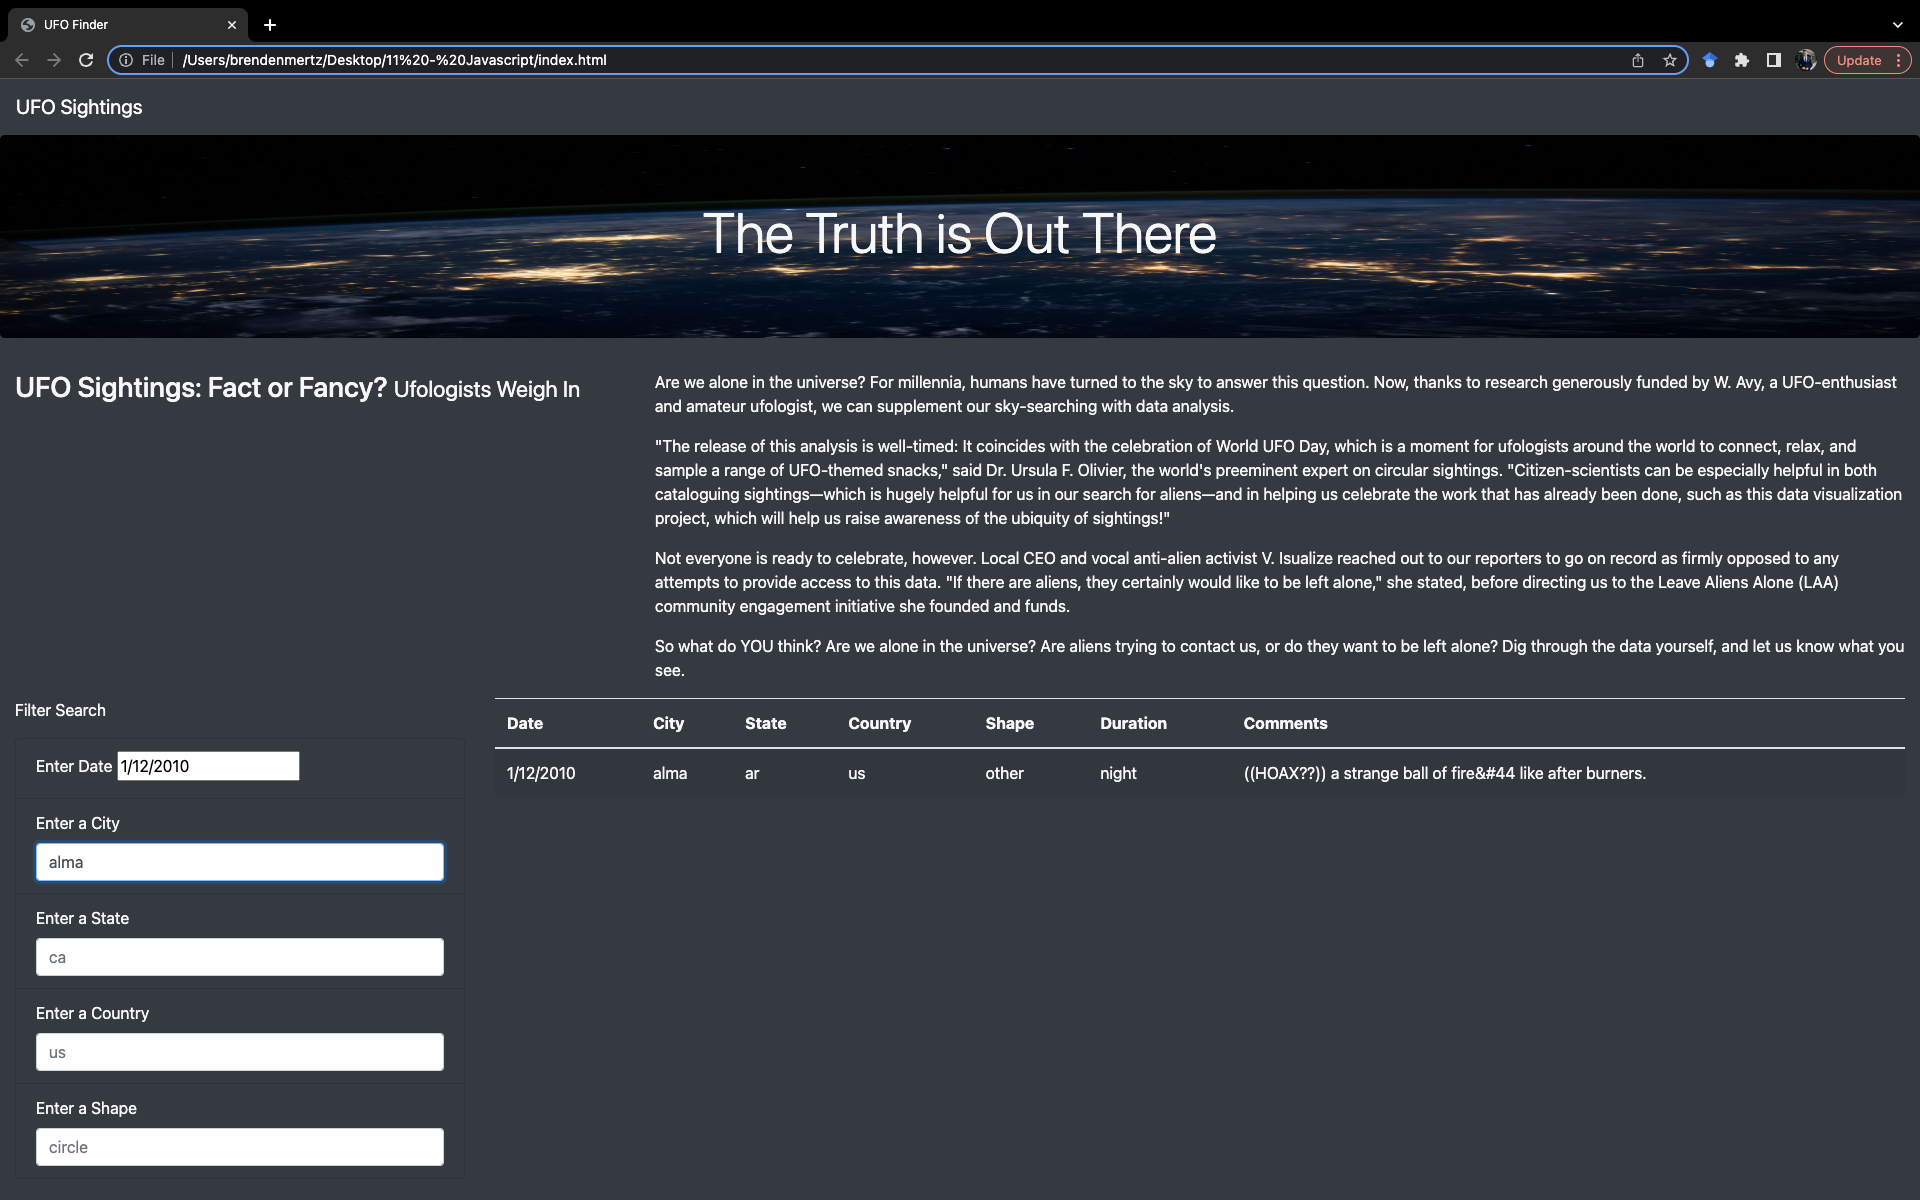 UFO Finder
File
/Users/brendenmertz/Desktop/11%20-%20Javascript/index.html
Update
UFO Sightings
The Truth is Out There
UFO Sightings: Fact or Fancy? Ufologists Weigh In
Are we alone in the universe? For millennia, humans have turned to the sky to answer this question. Now, thanks to research generously funded by W. Avy, a UFO-enthusiast
and amateur ufologist, we can supplement our sky-searching with data analysis.
"The release of this analysis is well-timed: It coincides with the celebration of World UFO Day, which is a moment for ufologists around the world to connect, relax, and
sample a range of UFO-themed snacks," said Dr. Ursula F. Olivier, the world's preeminent expert on circular sightings. "Citizen-scientists can be especially helpful in both
cataloguing sightings—which is hugely helpful for us in our search for aliens—and in helping us celebrate the work that has already been done, such as this data visualization
project, which will help us raise awareness of the ubiquity of sightings!"
Not everyone is ready to celebrate, however. Local CEO and vocal anti-alien activist V. Isualize reached out to our reporters to go on record as firmly opposed to any
attempts to provide access to this data. "If there are aliens, they certainly would like to be left alone," she stated, before directing us to the Leave Aliens Alone (LAA)
community engagement initiative she founded and funds.
So what do YOU think? Are we alone in the universe? Are aliens trying to contact us, or do they want to be left alone? Dig through the data yourself, and let us know what you
see.
Filter Search
Enter Date 1/12/2010
Enter a City
alma
Enter a State
ca
Enter a Country
us
Enter a Shape
circle
Date City State Country Shape Duration Comments
1/12/2010 alma ar us other night ((HOAX??)) a strange ball of fire&#44 like after burners.